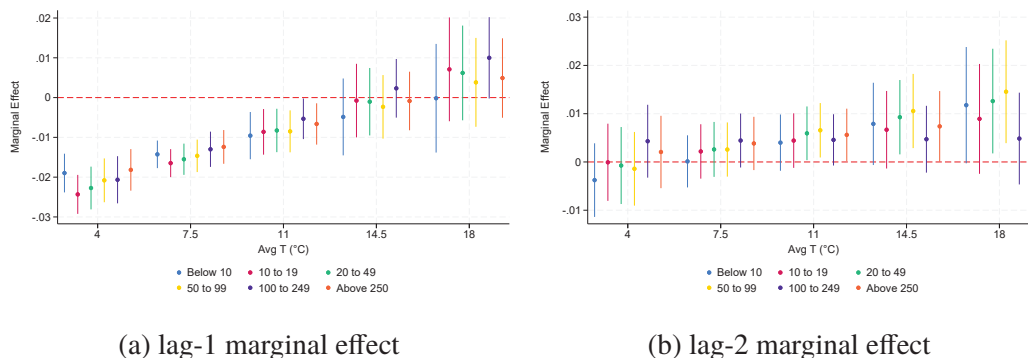 .02
.01
0
-.01
-.02
-.03
Marginal Effect
4
7.5
11
14.5
18
Avg T (°C)
Below 10
10 to 19
20 to 49
50 to 99
100 to 249
Above 250
(a) lag-1 marginal effect
.03
.02
.01
0
-.01
Marginal Effect
4
7.5
11
14.5
18
Avg T (°C)
Below 10
10 to 19
20 to 49
50 to 99
100 to 249
Above 250
(b) lag-2 marginal effect